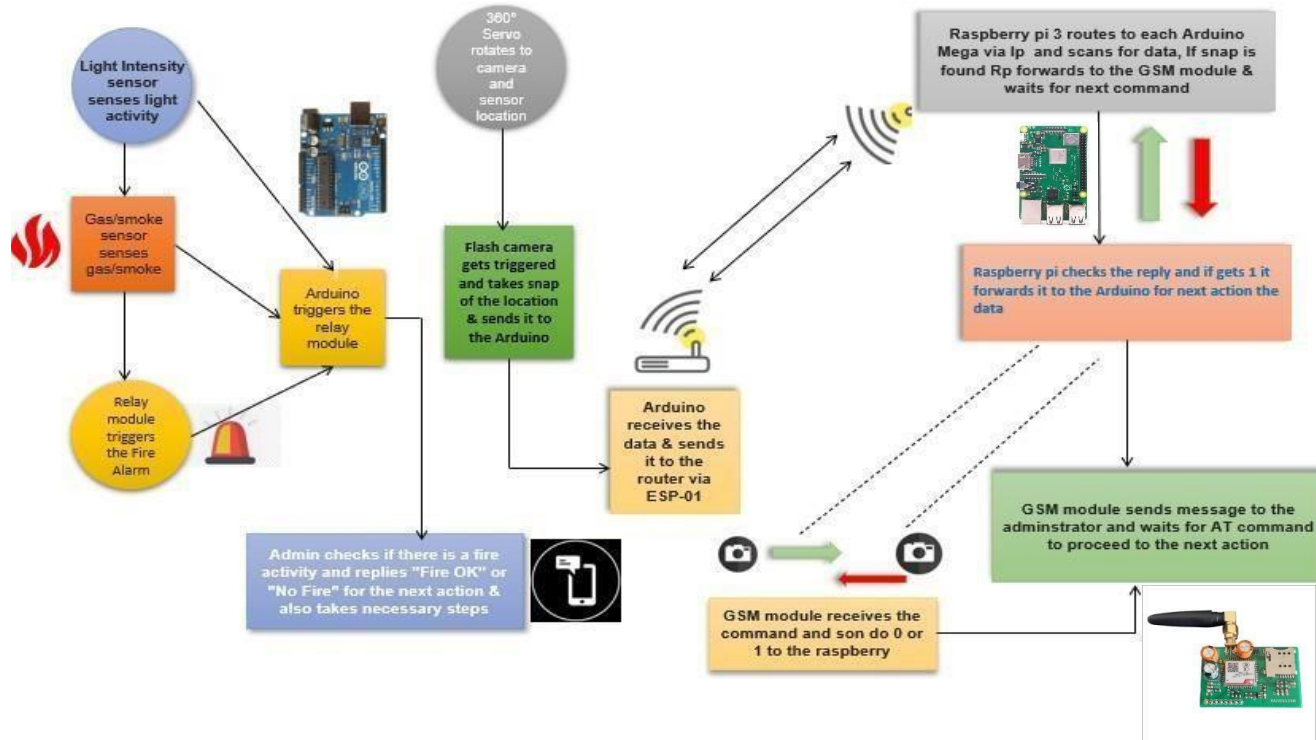 Light Intensity
sensor
senses light
activity
Gas/smoke
sensor
senses
gas/smoke
Relay
module
triggers
the Fire
Alarm
Arduino
triggers the
relay
module
360°
Servo
rotates to
camera
and
sensor
location
Flash camera
gets triggered
and takes snap
of the location
& sends it to
the Arduino
Admin checks if there is a fire
activity and replies "Fire OK" or
"No Fire" for the next action &
also takes necessary steps
Arduino
receives the
data & sends
it to the
router via
ESP-01
Raspberry pi 3 routes to each Arduino
Mega via Ip and scans for data, If snap is
found Rp forwards to the GSM module &
waits for next command
Raspberry pi checks the reply and if gets 1 it
forwards it to the Arduino for next action the
data
GSM module sends message to the
adminstrator and waits for AT command
to proceed to the next action
GSM module receives the
command and son do 0 or
1 to the raspberry